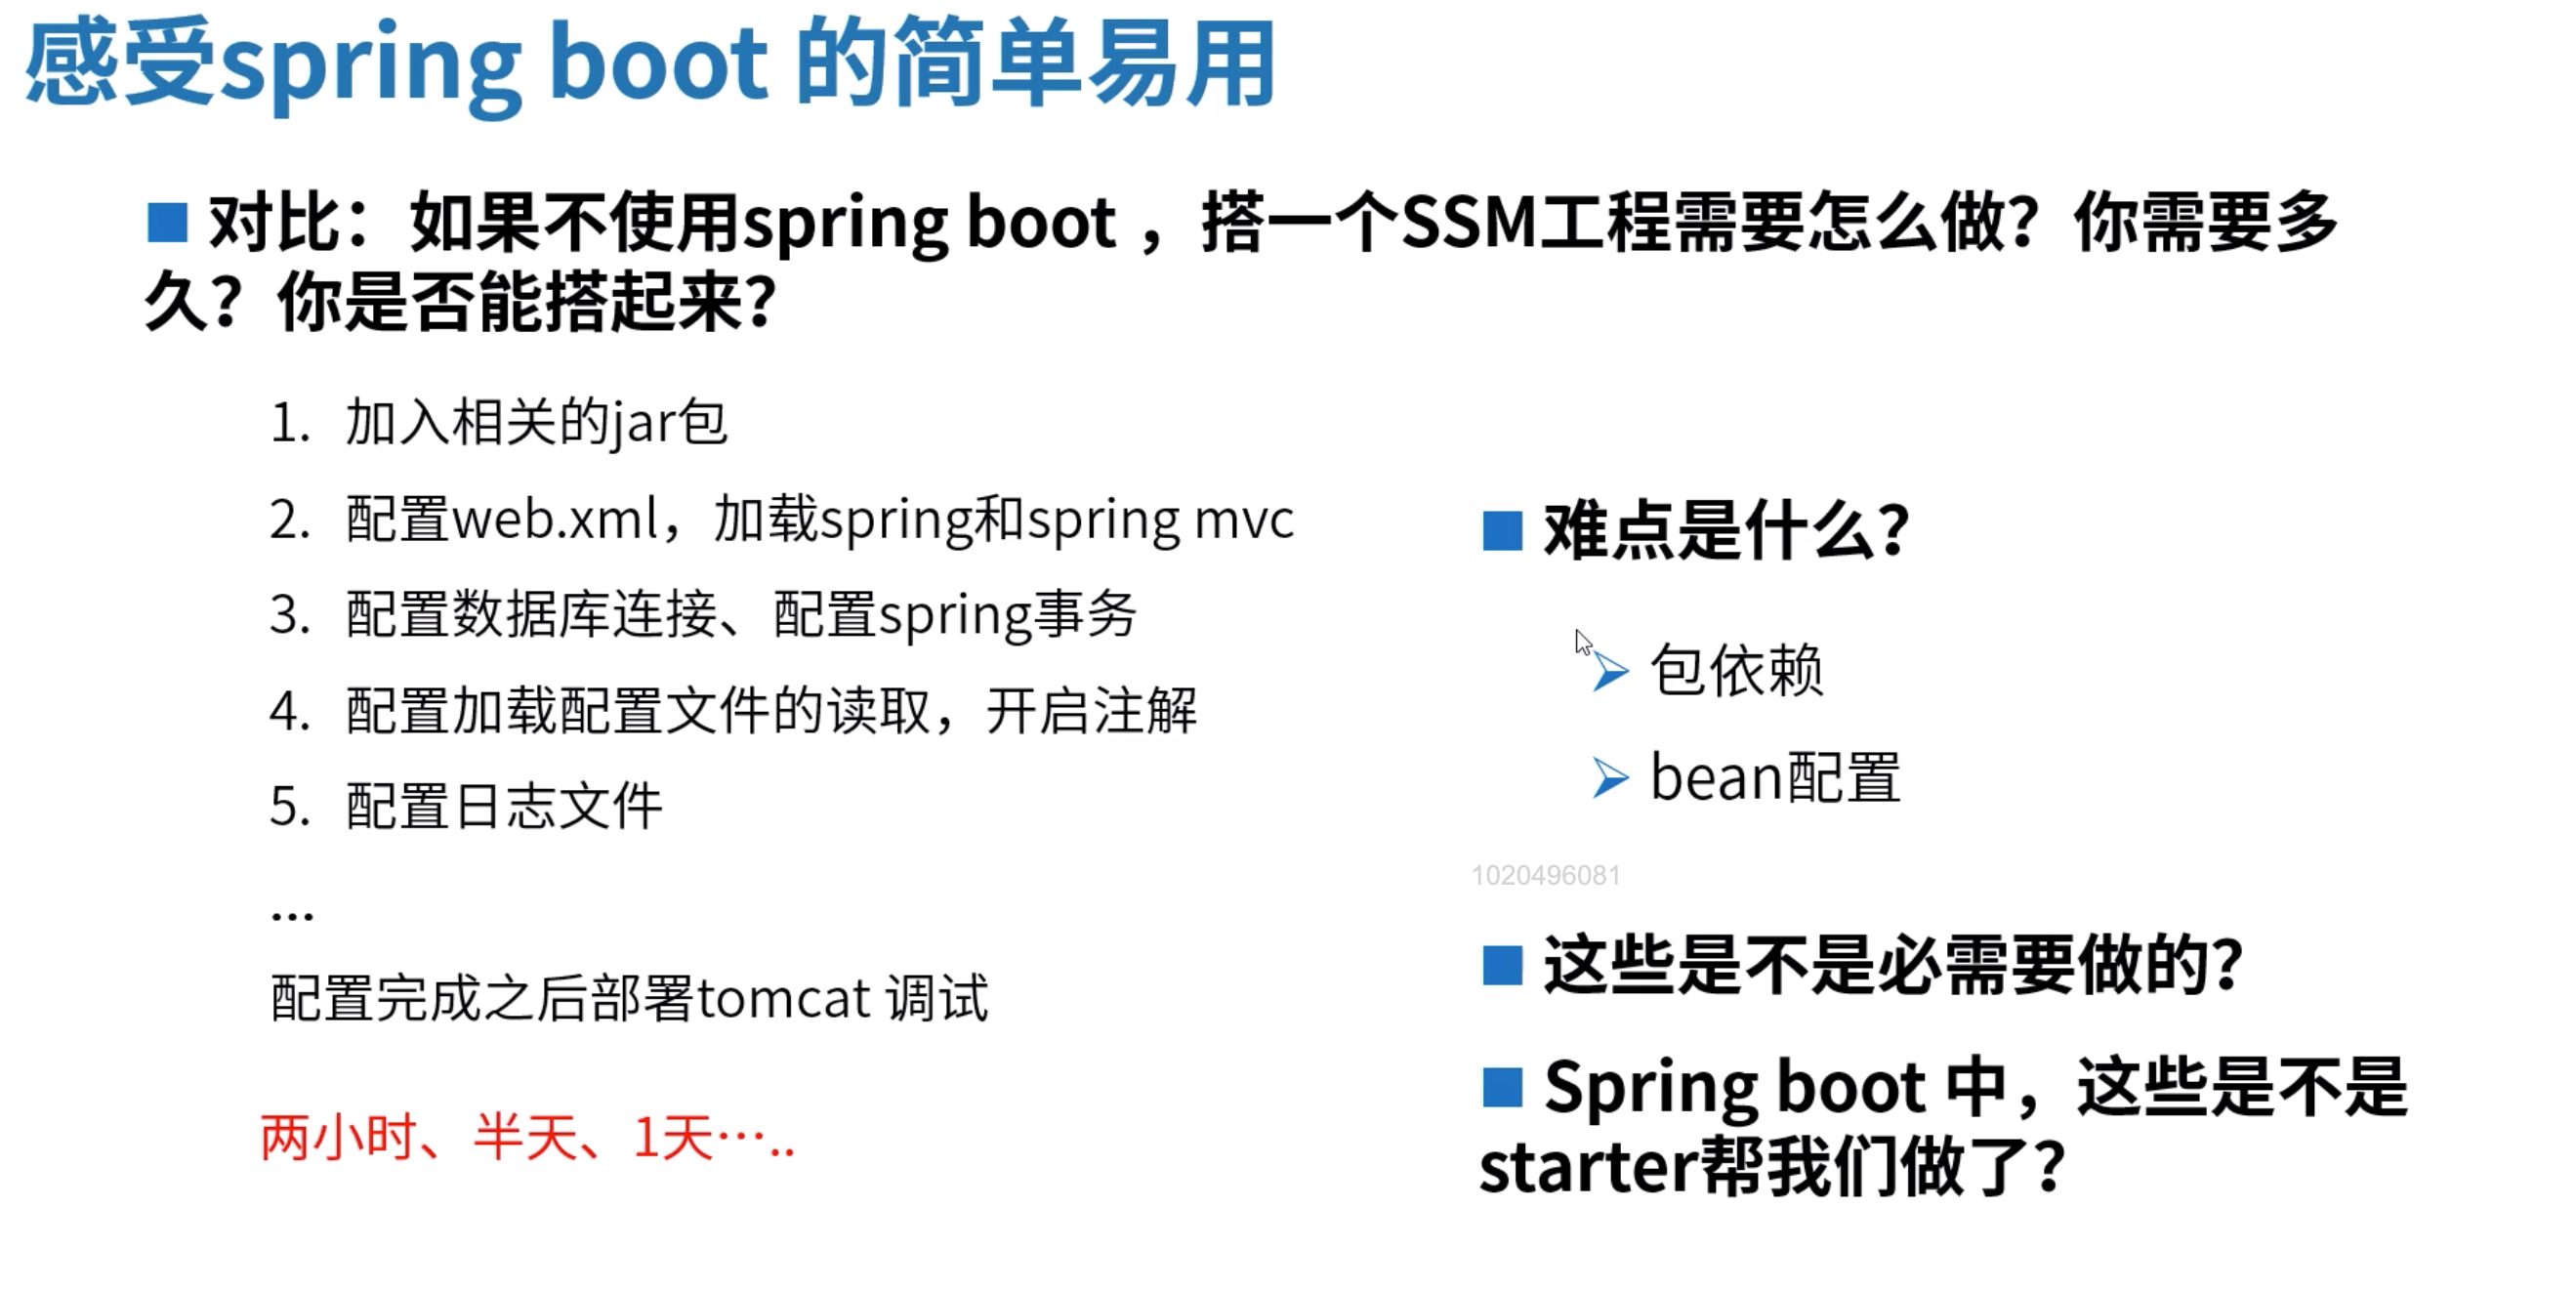 感受spring boot 的简单易用
■ 对比：如果不使用spring boot ，搭一个SSM工程需要怎么做？你需要多
久？你是否能搭起来？
1. 加入相关的jar包
2. 配置web.xml，加载spring和spring mvc
3. 配置数据库连接、配置spring事务
4. 配置加载配置文件的读取，开启注解
5. 配置日志文件
...
配置完成之后部署tomcat 调试
两小时、半天、1天…..
■ 难点是什么？
➢ 包依赖
➢ bean配置
1020496081
■ 这些是不是必需要做的？
■ Spring boot 中，这些是不是
starter帮我们做了？